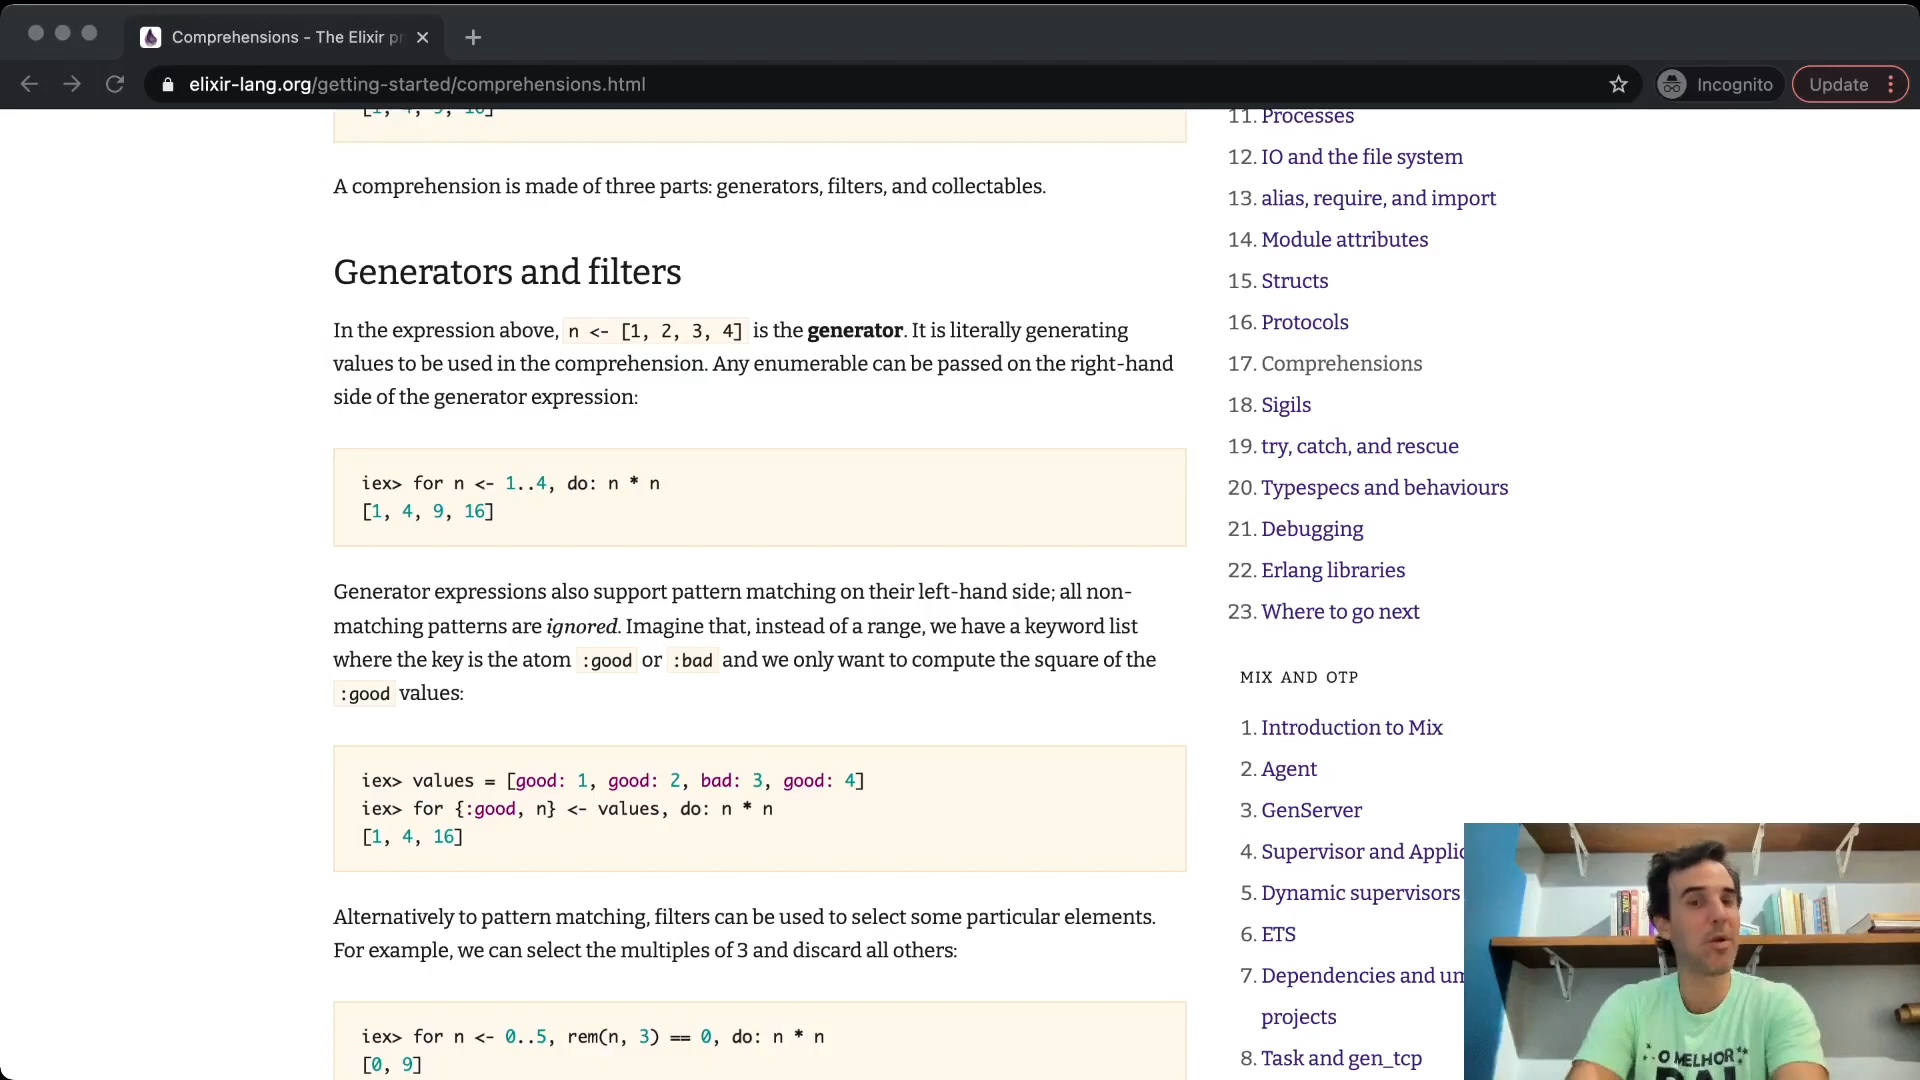 Comprehensions - The Elixir pr
elixir-lang.org/getting-started/comprehensions.html
Incognito
Update
[1, 4, 9, 16]
A comprehension is made of three parts: generators, filters, and collectables.
Generators and filters
In the expression above, n <- [1, 2, 3, 4] is the generator. It is literally generating
values to be used in the comprehension. Any enumerable can be passed on the right-hand
side of the generator expression:
iex> for n <- 1..4, do: n * n
[1, 4, 9, 16]
Generator expressions also support pattern matching on their left-hand side; all non-
matching patterns are ignored. Imagine that, instead of a range, we have a keyword list
where the key is the atom :good or :bad and we only want to compute the square of the
:good values:
iex> values = [good: 1, good: 2, bad: 3, good: 4]
iex> for {:good, n} <- values, do: n * n
[1, 4, 16]
Alternatively to pattern matching, filters can be used to select some particular elements.
For example, we can select the multiples of 3 and discard all others:
iex> for n <- 0..5, rem(n, 3) == 0, do: n * n
[0, 9]
11. Processes
12. IO and the file system
13. alias, require, and import
14. Module attributes
15. Structs
16. Protocols
17. Comprehensions
18. Sigils
19. try, catch, and rescue
20. Typespecs and behaviours
21. Debugging
22. Erlang libraries
23. Where to go next
MIX AND OTP
1. Introduction to Mix
2. Agent
3. GenServer
4. Supervisor and Applic
5. Dynamic supervisors
6. ETS
7. Dependencies and um
projects
8. Task and gen_tcp
O MELHOR
PAI